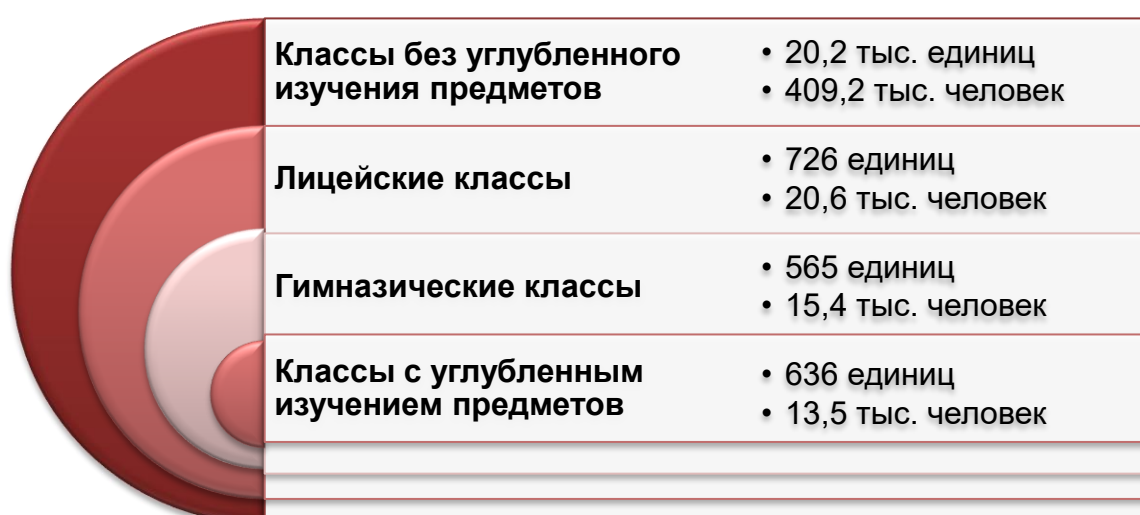 Классы без углубленного
изучения предметов
• 20,2 тыс. единиц
• 409,2 тыс. человек
Лицейские классы
• 726 единиц
• 20,6 тыс. человек
Гимназические классы
• 565 единиц
• 15,4 тыс. человек
Классы с углубленным
изучением предметов
• 636 единиц
• 13,5 тыс. человек